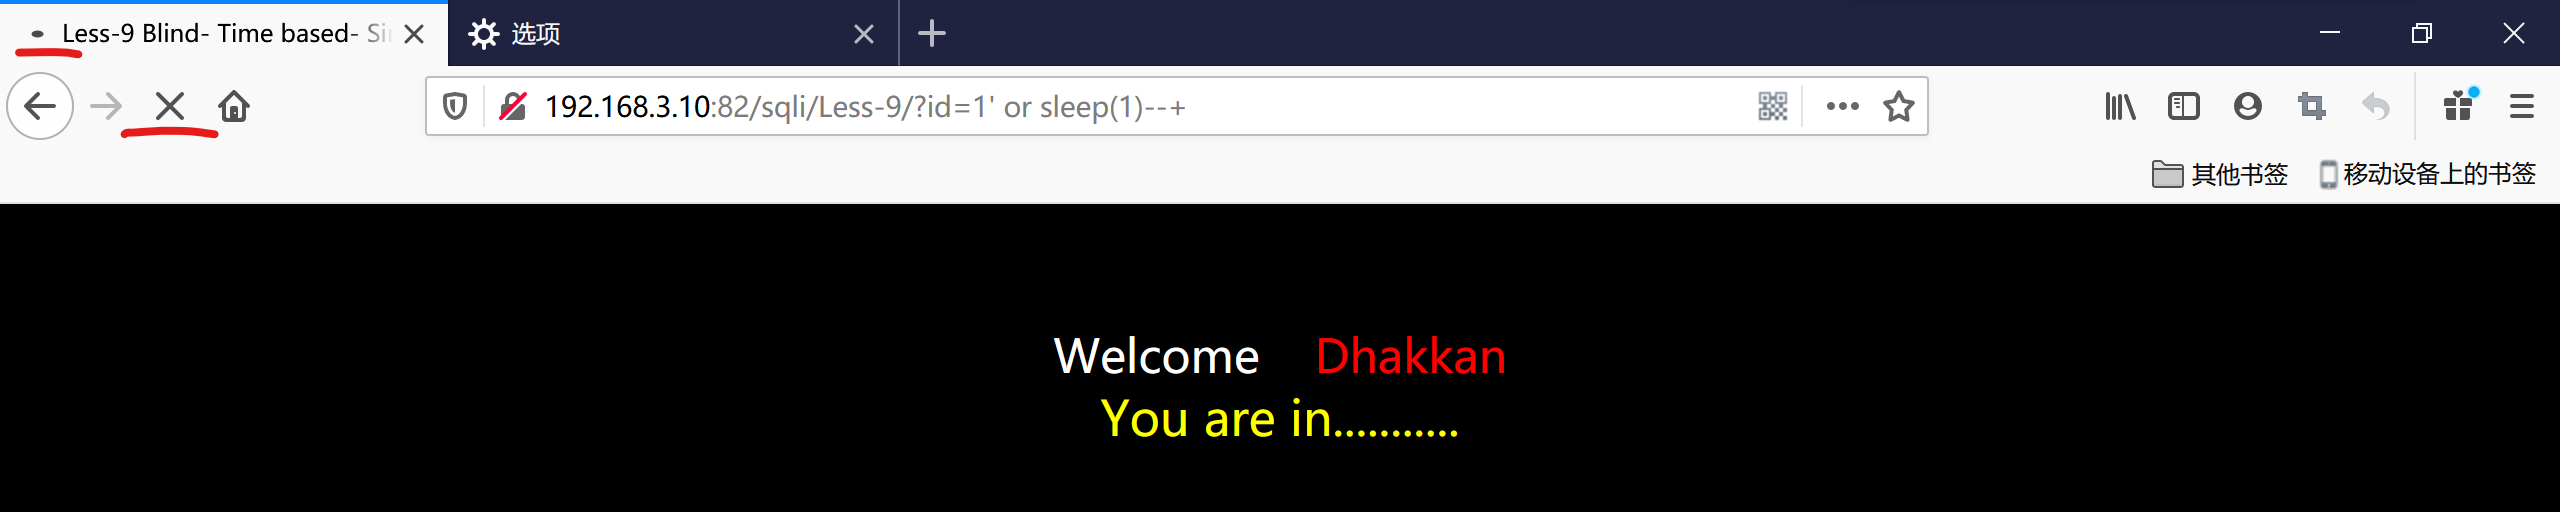 Less-9 Blind- Time based- Sin
选项
192.168.3.10:82/sqli/Less-9/?id=1' or sleep(1)--+
其他书签
移动设备上的书签
Welcome Dhakkan
You are in...........